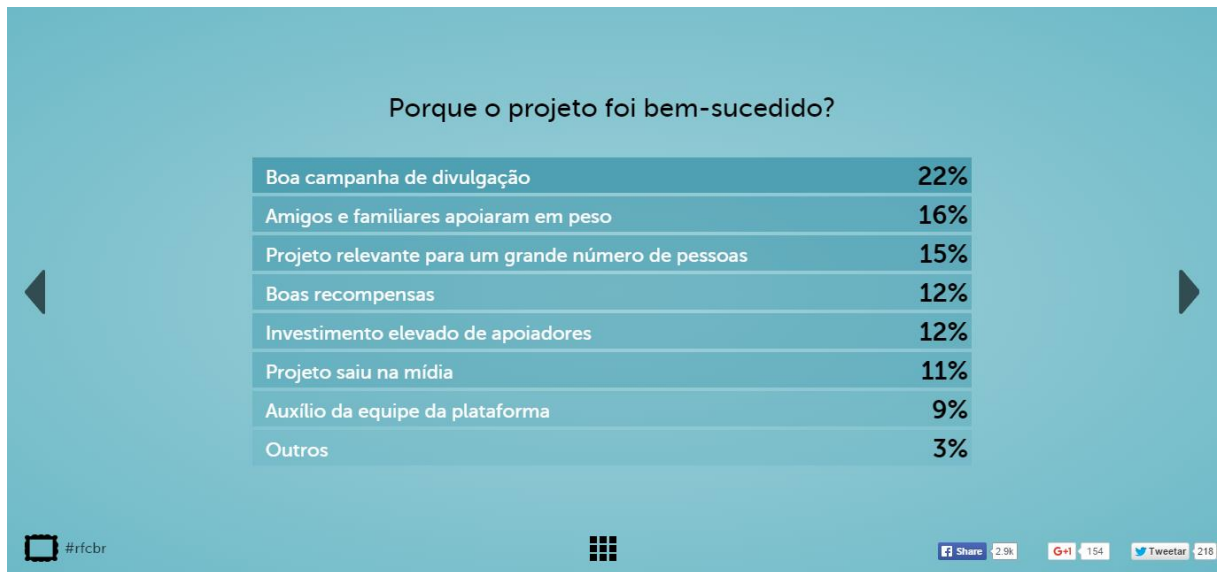 Porque o projeto foi bem-sucedido?
Boa campanha de divulgação 22%
Amigos e familiares apoiaram em peso 16%
Projeto relevante para um grande número de pessoas 15%
Boas recompensas 12%
Investimento elevado de apoiadores 12%
Projeto saiu na mídia 11%
Auxílio da equipe da plataforma 9%
Outros 3%
#rfcbr Share 2.9k G+1 154 Tweetar 218